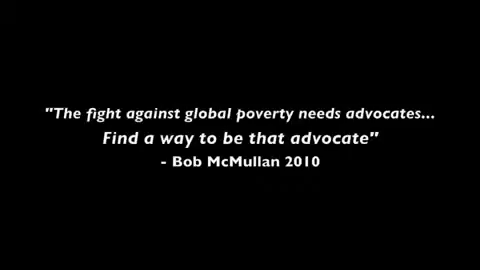 "The fight against global poverty needs advocates...
Find a way to be that advocate"
- Bob McMullan 2010